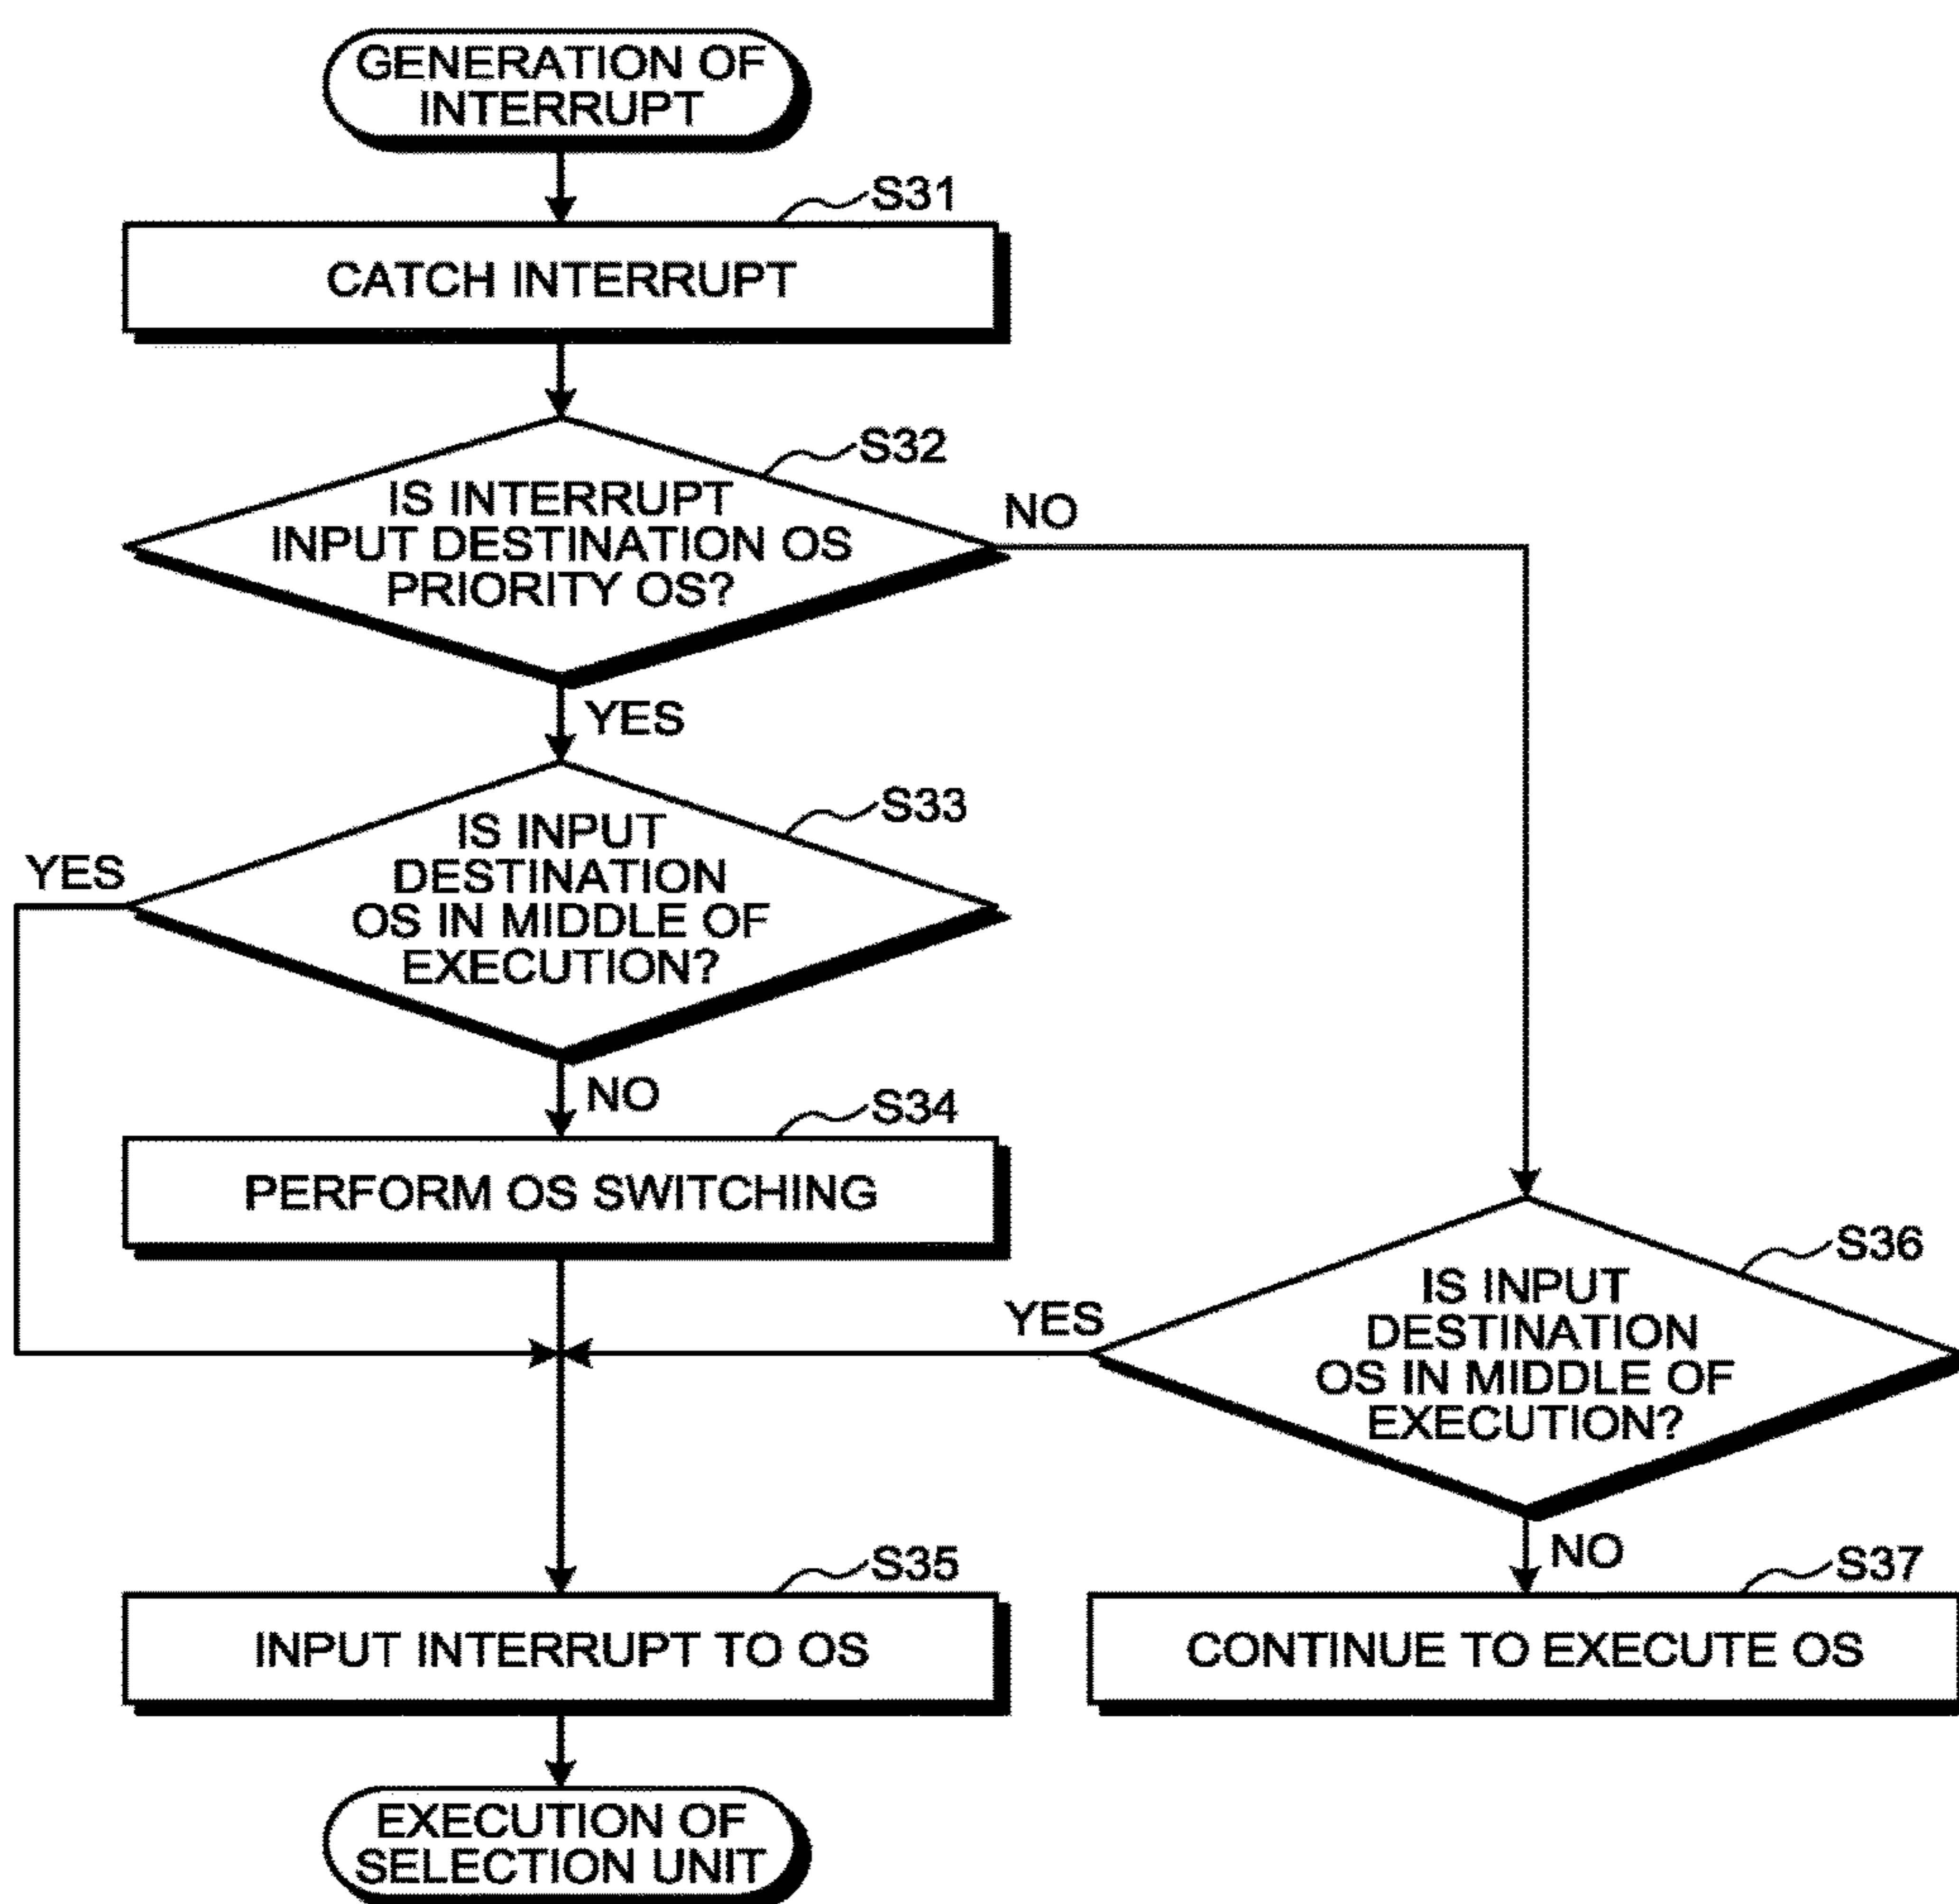 GENERATION OF
INTERRUPT
S31
CATCH INTERRUPT
S32
IS INTERRUPT
INPUT DESTINATION OS
PRIORITY OS?
NO
YES
S33
IS INPUT
DESTINATION
OS IN MIDDLE OF
EXECUTION?
YES
NO
S34
PERFORM OS SWITCHING
S36
IS INPUT
DESTINATION
OS IN MIDDLE OF
EXECUTION?
YES
NO
S35
INPUT INTERRUPT TO OS
S37
CONTINUE TO EXECUTE OS
EXECUTION OF
SELECTION UNIT